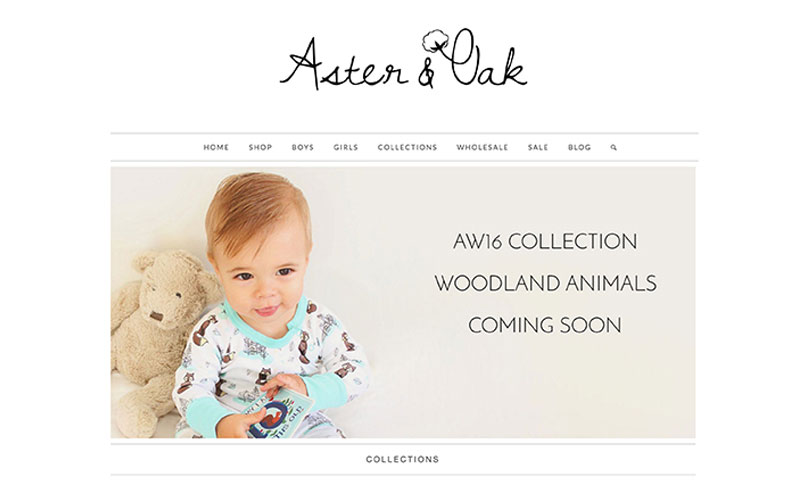 Aster & Oak
HOME SHOP BOYS GIRLS COLLECTIONS WHOLESALE SALE BLOG
AW16 COLLECTION
WOODLAND ANIMALS
COMING SOON
COLLECTIONS